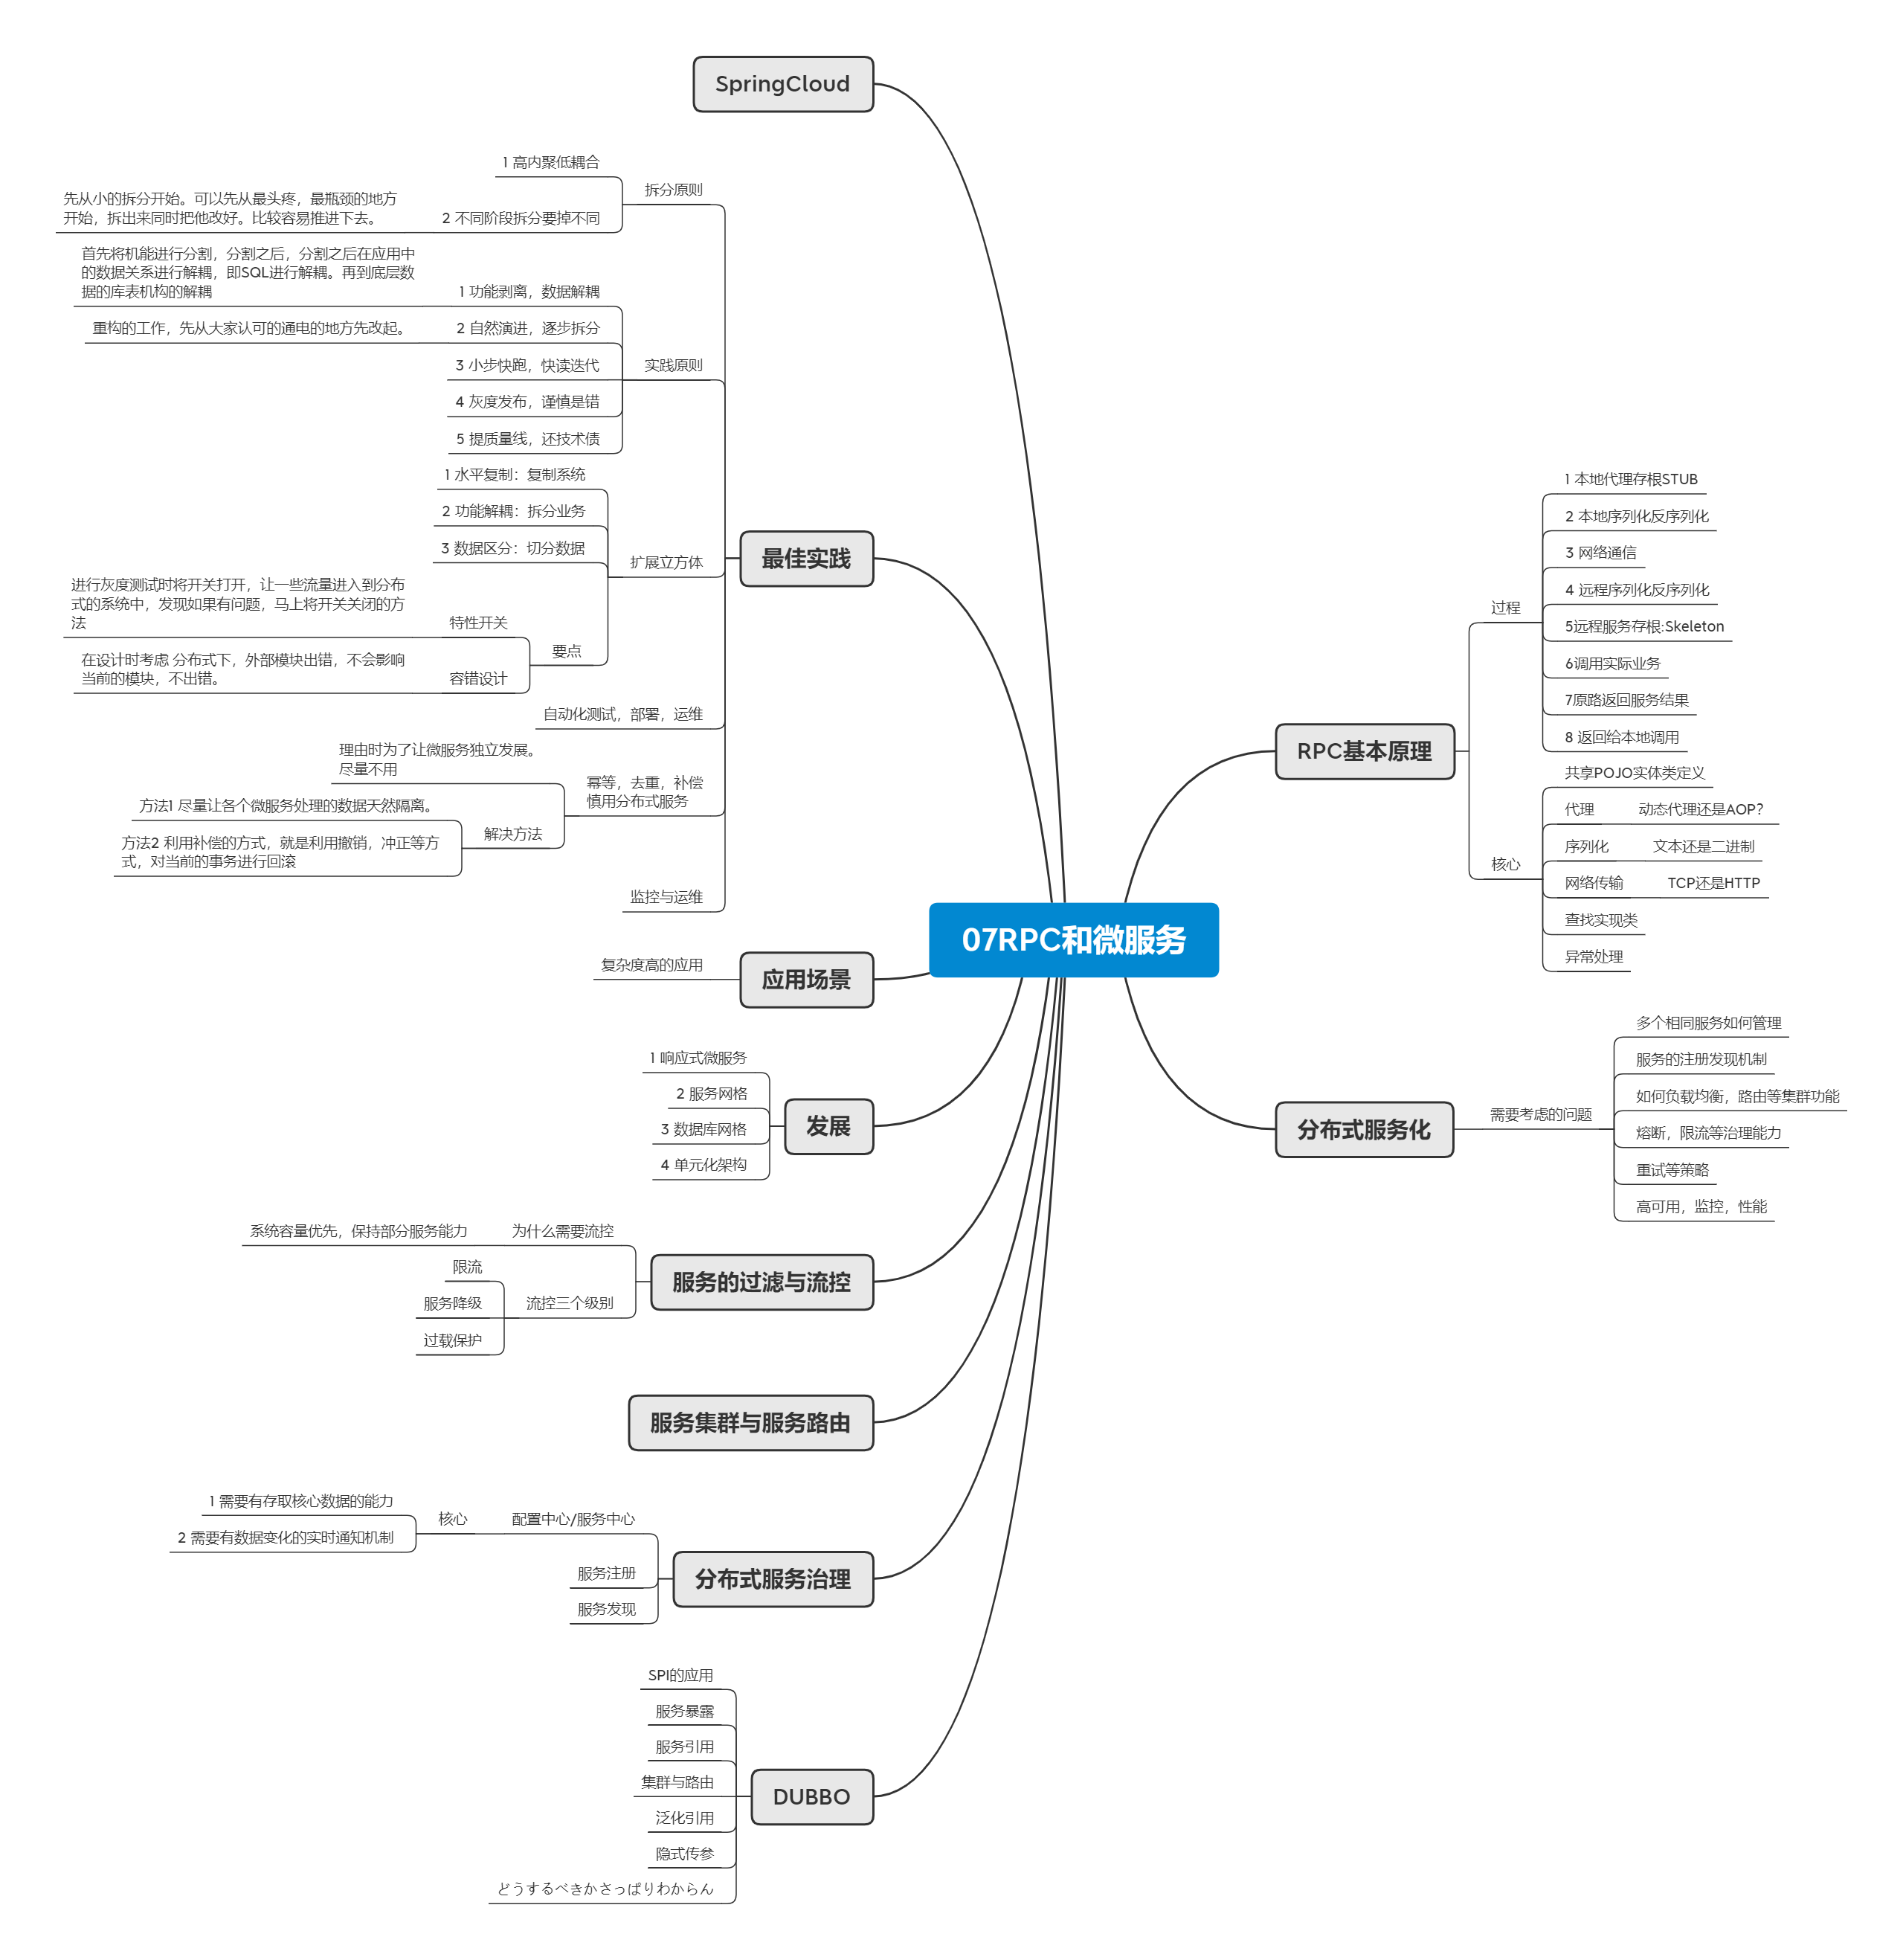 07RPC和微服务
RPC基本原理
过程
1 本地代理存根STUB
2 本地序列化反序列化
3 网络通信
4 远程序列化反序列化
5远程服务存根:Skeleton
6调用实际业务
7原路返回服务结果
8 返回给本地调用
核心
共享POJO实体类定义
代理
动态代理还是AOP？
序列化
文本还是二进制
网络传输
TCP还是HTTP
查找实现类
异常处理
分布式服务化
需要考虑的问题
多个相同服务如何管理
服务的注册发现机制
如何负载均衡，路由等集群功能
熔断，限流等治理能力
重试等策略
高可用，监控，性能
SpringCloud
最佳实践
拆分原则
1 高内聚低耦合
2 不同阶段拆分要掉不同
先从小的拆分开始。可以先从最头疼，最瓶颈的地方
开始，拆出来同时把他改好。比较容易推进下去。
实践原则
1 功能剥离，数据解耦
首先将机能进行分割，分割之后，分割之后在应用中
的数据关系进行解耦，即SQL进行解耦。再到底层数
据的库表机构的解耦
2 自然演进，逐步拆分
重构的工作，先从大家认可的通电的地方先改起。
3 小步快跑，快读迭代
4 灰度发布，谨慎是错
5 提质量线，还技术债
扩展立方体
1 水平复制：复制系统
2 功能解耦：拆分业务
3 数据区分：切分数据
要点
特性开关
进行灰度测试时将开关打开，让一些流量进入到分布
式的系统中，发现如果有问题，马上将开关关闭的方
法
容错设计
在设计时考虑 分布式下，外部模块出错，不会影响
当前的模块，不出错。
自动化测试，部署，运维
幂等，去重，补偿
慎用分布式服务
理由时为了让微服务独立发展。
尽量不用
解决方法
方法1 尽量让各个微服务处理的数据天然隔离。
方法2 利用补偿的方式，就是利用撤销，冲正等方
式，对当前的事务进行回滚
监控与运维
应用场景
复杂度高的应用
发展
1 响应式微服务
2 服务网格
3 数据库网格
4 单元化架构
服务的过滤与流控
为什么需要流控
系统容量优先，保持部分服务能力
流控三个级别
限流
服务降级
过载保护
服务集群与服务路由
分布式服务治理
配置中心/服务中心
核心
1 需要有存取核心数据的能力
2 需要有数据变化的实时通知机制
服务注册
服务发现
DUBBO
SPI的应用
服务暴露
服务引用
集群与路由
泛化引用
隐式传参
どうするべきかさっぱりわからん